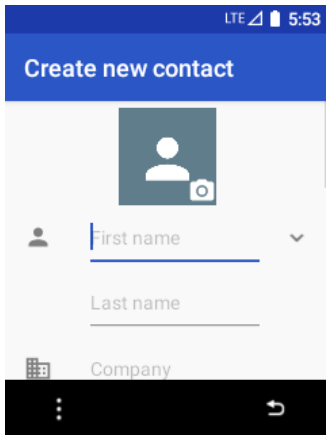 LTE 5:53
Create new contact
First name
Last name
Company